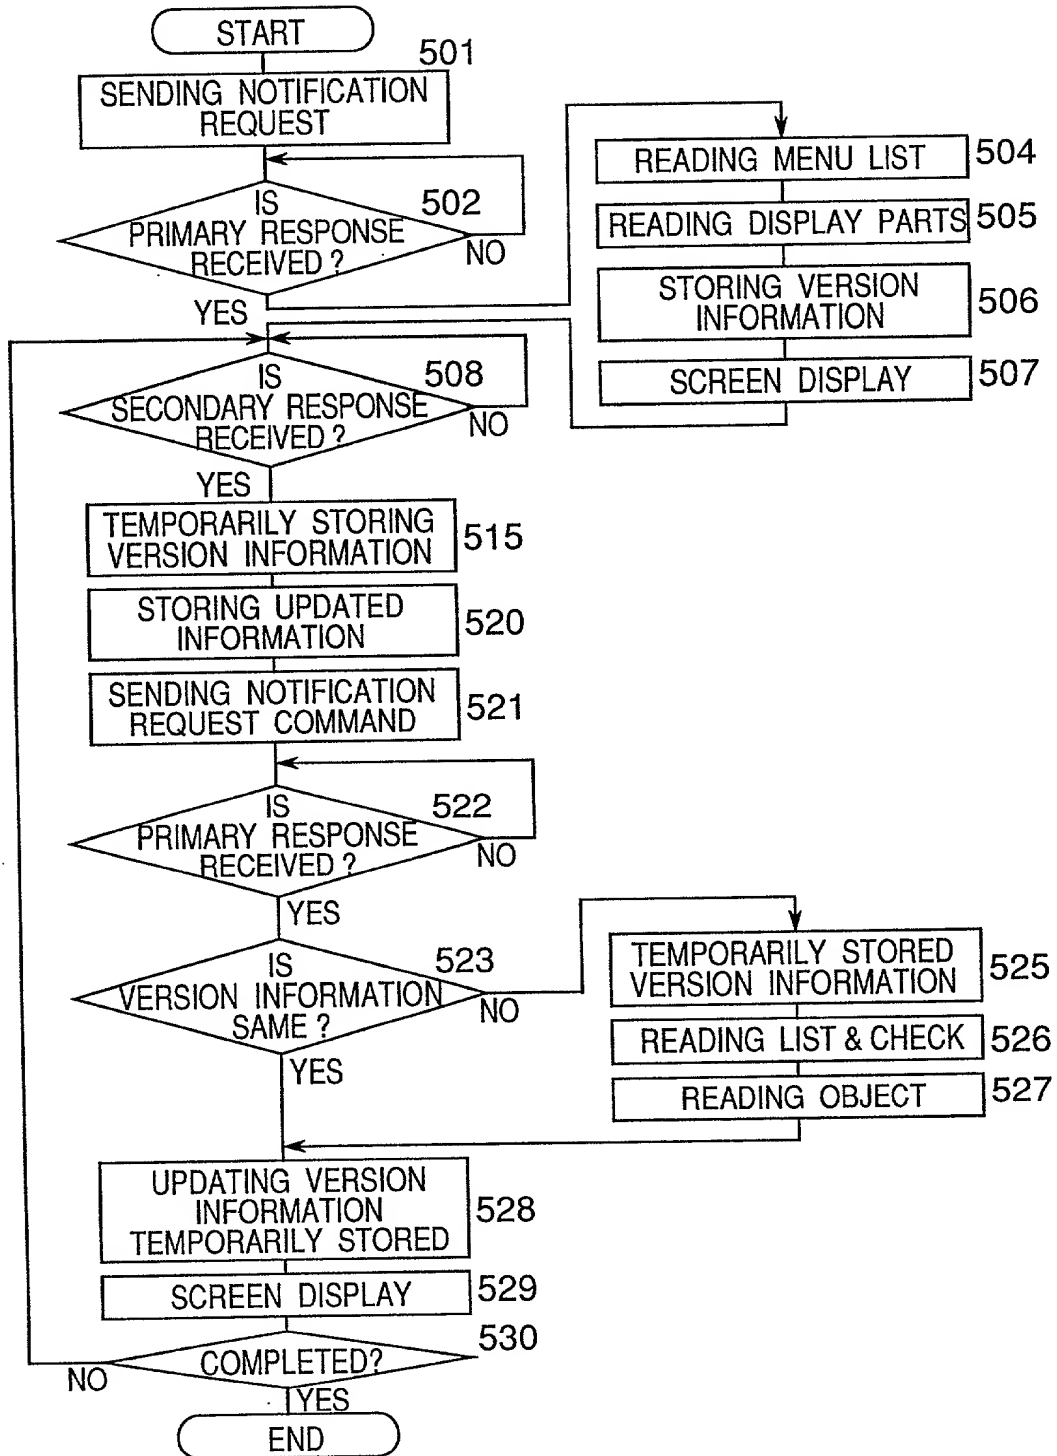 START
501
SENDING NOTIFICATION
REQUEST
IS
502
PRIMARY RESPONSE
RECEIVED?
NO
YES
READING MENU LIST
504
READING DISPLAY PARTS
505
STORING VERSION
INFORMATION
506
SCREEN DISPLAY
507
IS
508
SECONDARY RESPONSE
RECEIVED?
NO
YES
TEMPORARILY STORING
VERSION INFORMATION
515
STORING UPDATED
INFORMATION
520
SENDING NOTIFICATION
REQUEST COMMAND
521
IS
522
PRIMARY RESPONSE
RECEIVED?
NO
YES
IS
523
VERSION INFORMATION
SAME?
NO
YES
TEMPORARILY STORED
VERSION INFORMATION
525
READING LIST & CHECK
526
READING OBJECT
527
UPDATING VERSION
INFORMATION
TEMPORARILY STORED
528
SCREEN DISPLAY
529
530
COMPLETED?
NO
YES
END